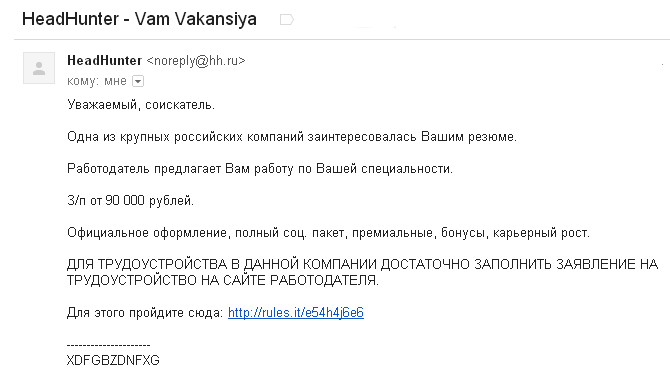 HeadHunter - Vam Vakansiya
HeadHunter <noreply@hh.ru>
кому: мне
Уважаемый, соискатель.
Одна из крупных российских компаний заинтересовалась Вашим резюме.
Работодатель предлагает Вам работу по Вашей специальности.
З/п от 90 000 рублей.
Официальное оформление, полный соц. пакет, премиальные, бонусы, карьерный рост.
ДЛЯ ТРУДОУСТРОЙСТВА В ДАННОЙ КОМПАНИИ ДОСТАТОЧНО ЗАПОЛНИТЬ ЗАЯВЛЕНИЕ НА
ТРУДОУСТРОЙСТВО НА САЙТЕ РАБОТОДАТЕЛЯ.
Для этого пройдите сюда: http://rules.it/e54h4j6e6
---------------------
XDFGBZDNFXG